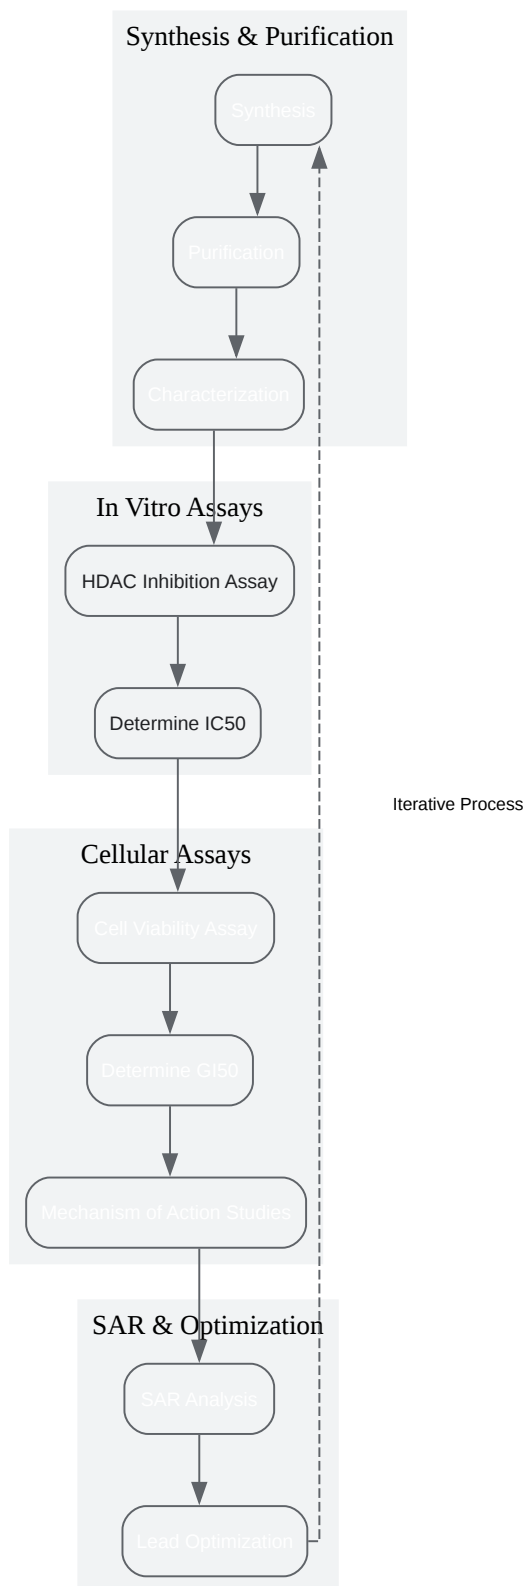 Synthesis & Purification
Synthesis
Purification
Characterization
In Vitro Assays
HDAC Inhibition Assay
Determine IC50
Iterative Process
Cellular Assays
Cell Viability Assay
Determine GI50
Mechanism of Action Studies
SAR & Optimization
SAR Analysis
Lead Optimization